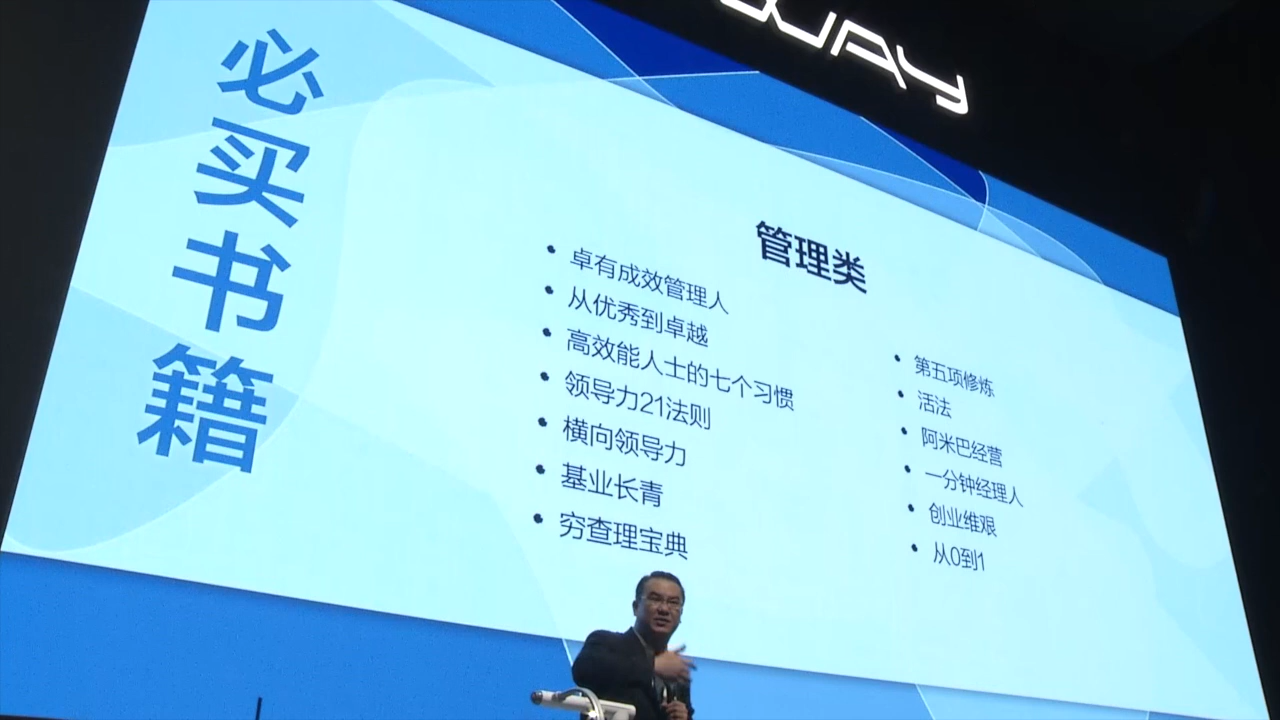 必买书籍
管理类
卓有成效管理人
从优秀到卓越
高效能人士的七个习惯
领导力21法则
横向领导力
基业长青
穷查理宝典
第五项修炼
活法
阿米巴经营
一分钟经理人
创业维艰
从0到1